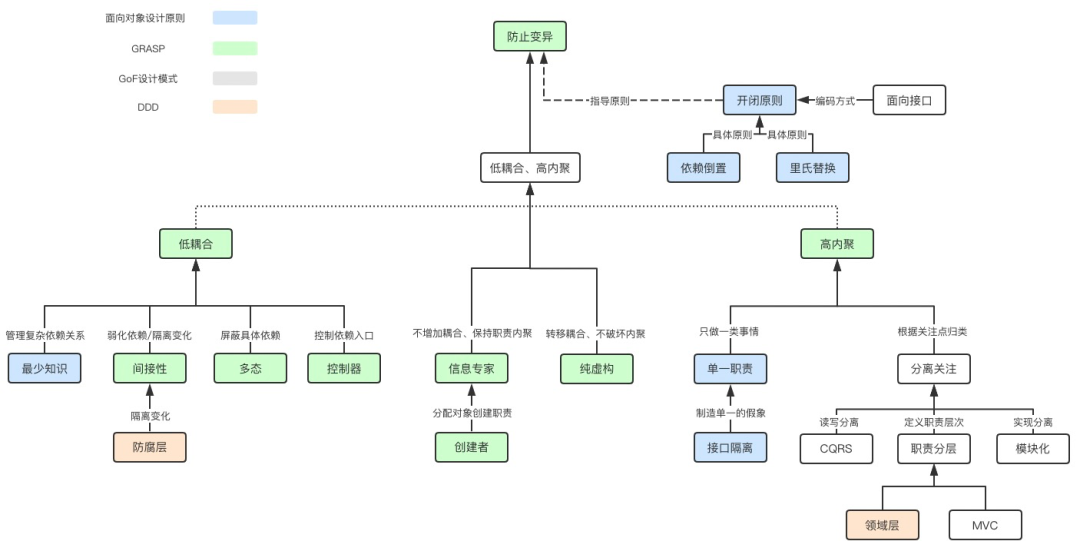 面向对象设计原则
GRASP
GoF设计模式
DDD
防止变异
指导原则
开闭原则
编码方式
面向接口
具体原则
具体原则
依赖倒置
里氏替换
低耦合、高内聚
低耦合
高内聚
管理复杂依赖关系
弱化依赖/隔离变化
屏蔽具体依赖
控制依赖入口
不增加耦合、保持职责内聚
转移耦合、不破坏内聚
只做一类事情
根据关注点归类
最少知识
间接性
多态
控制器
信息专家
纯虚构
单一职责
分离关注
隔离变化
分配对象创建职责
制造单一的假象
读写分离
定义职责层次
实现分离
防腐层
创建者
接口隔离
CQRS
职责分层
模块化
领域层
MVC